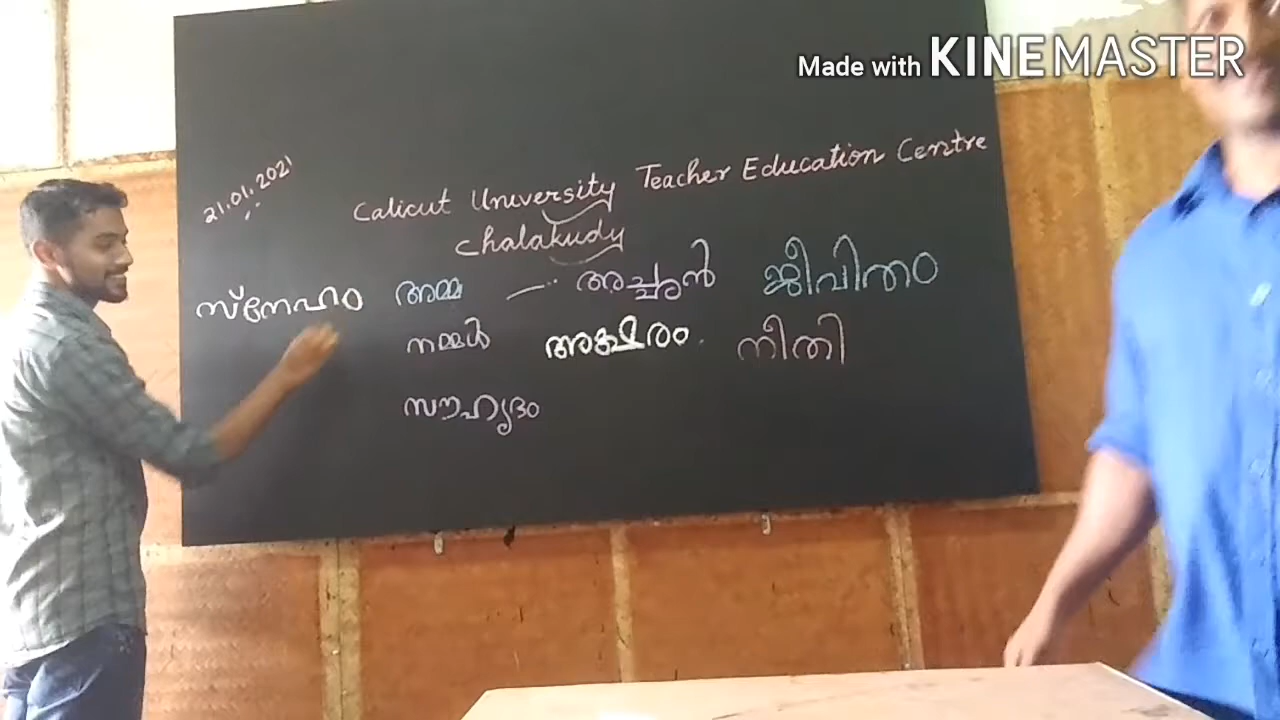 Made with KINEMASTER
21.01.2021
Calicut University Teacher Education Centre
Chalakudy
സ്നേഹം അമ്മ അച്ഛൻ ജീവിതം
നമ്മൾ അക്ഷരം നീതി
സൗഹൃദം